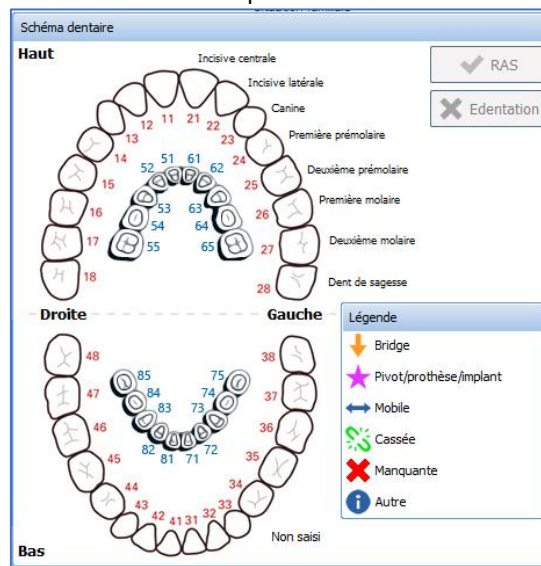 Schéma dentaire
Haut
RAS
Edentation
Incisive centrale
Incisive latérale
Canine
Première prémolaire
Deuxième prémolaire
Première molaire
Deuxième molaire
Dent de sagesse
11 21
12 22
13 23
14 24
15 25
16 26
17 27
18 28
51 61
52 62
53 63
54 64
55 65
Droite Gauche
48 38
47 37
46 36
45 35
44 34
43 33
42 41 31 32
85 75
84 74
83 73
82 72
81 71
Légende
Bridge
Pivot/prothèse/implant
Mobile
Cassée
Manquante
Autre
Non saisi
Bas